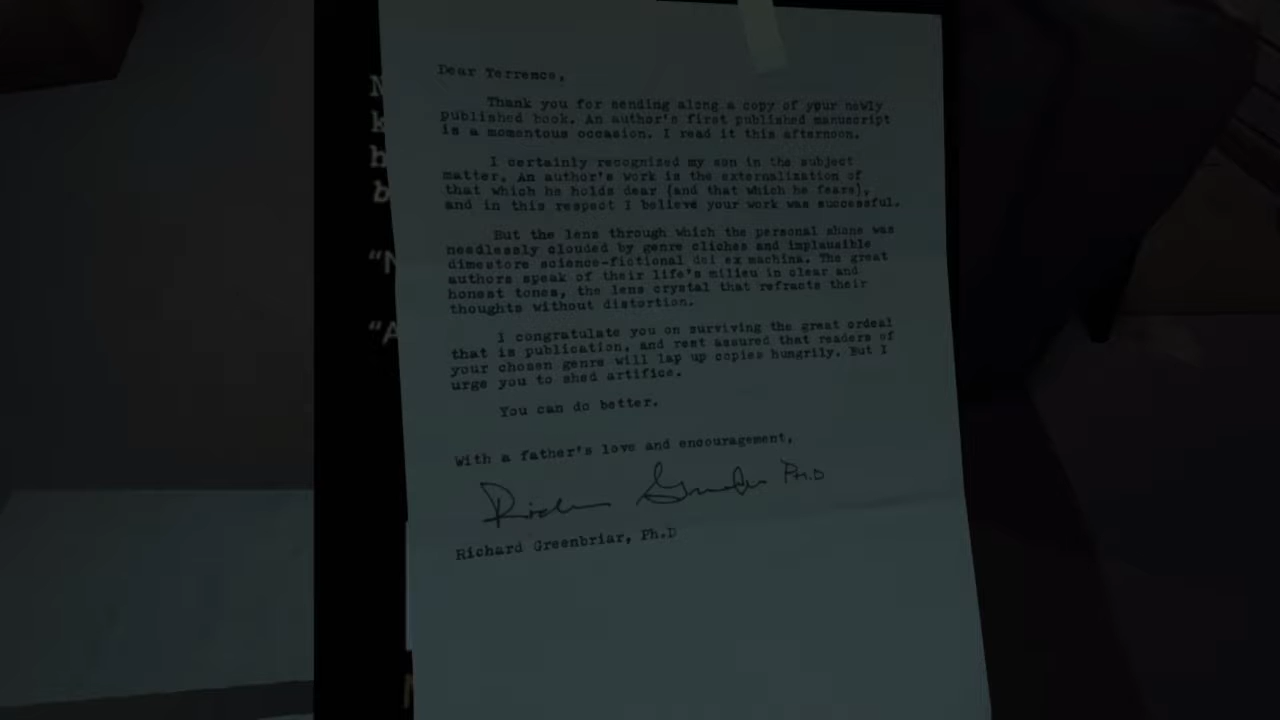 Dear Terrence,
Thank you for sending along a copy of your newly
published book. An author's first published manuscript
is a momentous occasion. I read it this afternoon.
I certainly recognized my son in the subject
matter. An author's work is the externalization of
that which he holds dear (and that which he fears),
and in this respect I believe your work was successful.
But the lens through which the personal shone was
needlessly clouded by genre cliches and implausible
dimestore science-fictional dei ex machina. The great
authors speak of their life's milieu in clear and
honest tones, the lens crystal that refracts their
thoughts without distortion.
I congratulate you on surviving the great ordeal
that is publication, and rest assured that readers of
your chosen genre will lap up copies hungrily. But I
urge you to shed artifice.
You can do better.
With a father's love and encouragement,
Richard Greenbriar Ph.D
Richard Greenbriar, Ph.D